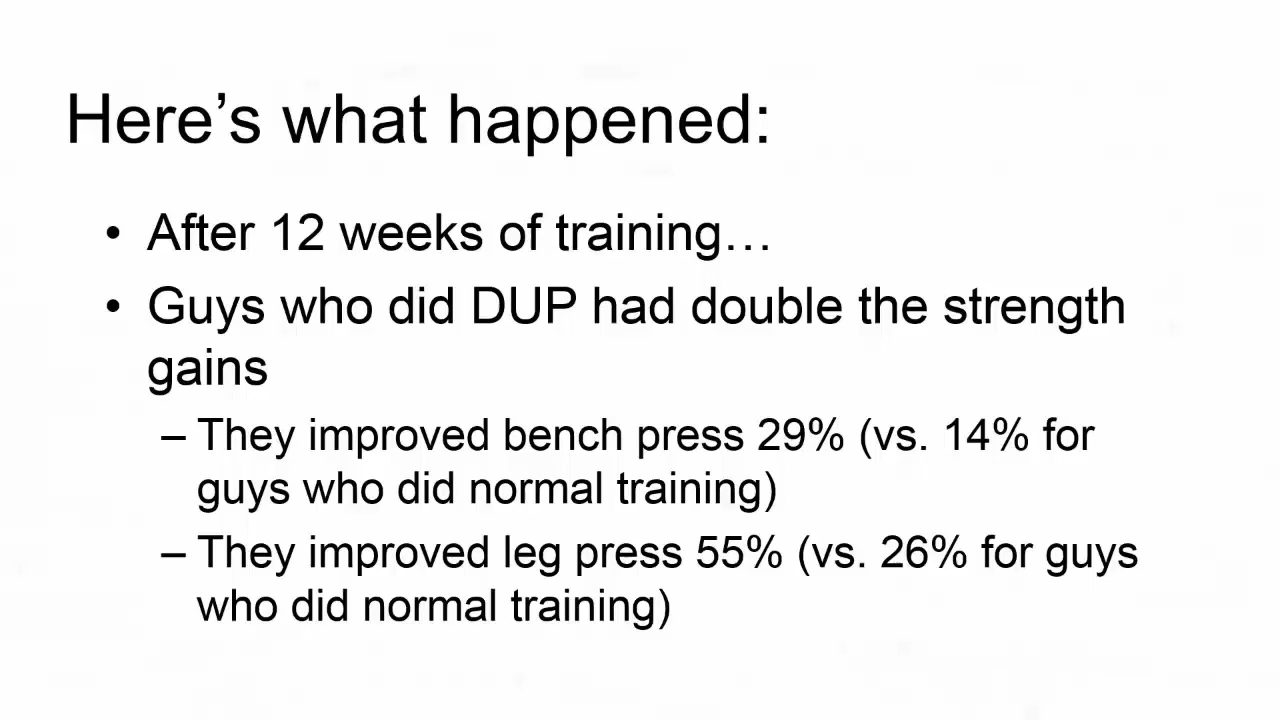 Here’s what happened:
• After 12 weeks of training…
• Guys who did DUP had double the strength
gains
– They improved bench press 29% (vs. 14% for
guys who did normal training)
– They improved leg press 55% (vs. 26% for guys
who did normal training)